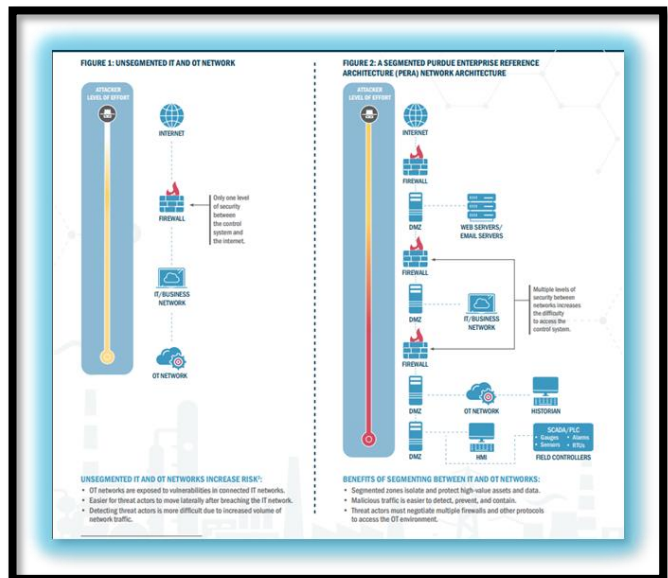 FIGURE 1: UNSEGMENTED IT AND OT NETWORK
ATTACKER
LEVEL OF EFFORT
INTERNET
FIREWALL
Only one level
of security
between
the control
system and
the internet.
IT/BUSINESS
NETWORK
OT NETWORK
UNSEGMENTED IT AND OT NETWORKS INCREASE RISK¹:
• OT networks are exposed to vulnerabilities in connected IT networks.
• Easier for threat actors to move laterally after breaching the IT network.
• Detecting threat actors is more difficult due to increased volume of
network traffic.
FIGURE 2: A SEGMENTED PURDUE ENTERPRISE REFERENCE
ARCHITECTURE (PERA) NETWORK ARCHITECTURE
ATTACKER
LEVEL OF EFFORT
INTERNET
FIREWALL
DMZ
WEB SERVERS/
EMAIL SERVERS
FIREWALL
Multiple levels of
security between
networks increases
the difficulty
to access the
control system.
DMZ
IT/BUSINESS
NETWORK
FIREWALL
DMZ
OT NETWORK
HISTORIAN
DMZ
HMI
SCADA/PLC
• Gauges • Alarms
• Servers • RTUs
FIELD CONTROLLERS
BENEFITS OF SEGMENTING BETWEEN IT AND OT NETWORKS:
• Segmented zones isolate and protect high-value assets and data.
• Malicious traffic is easier to detect, prevent, and contain.
• Threat actors must negotiate multiple firewalls and other protocols
to access the OT environment.